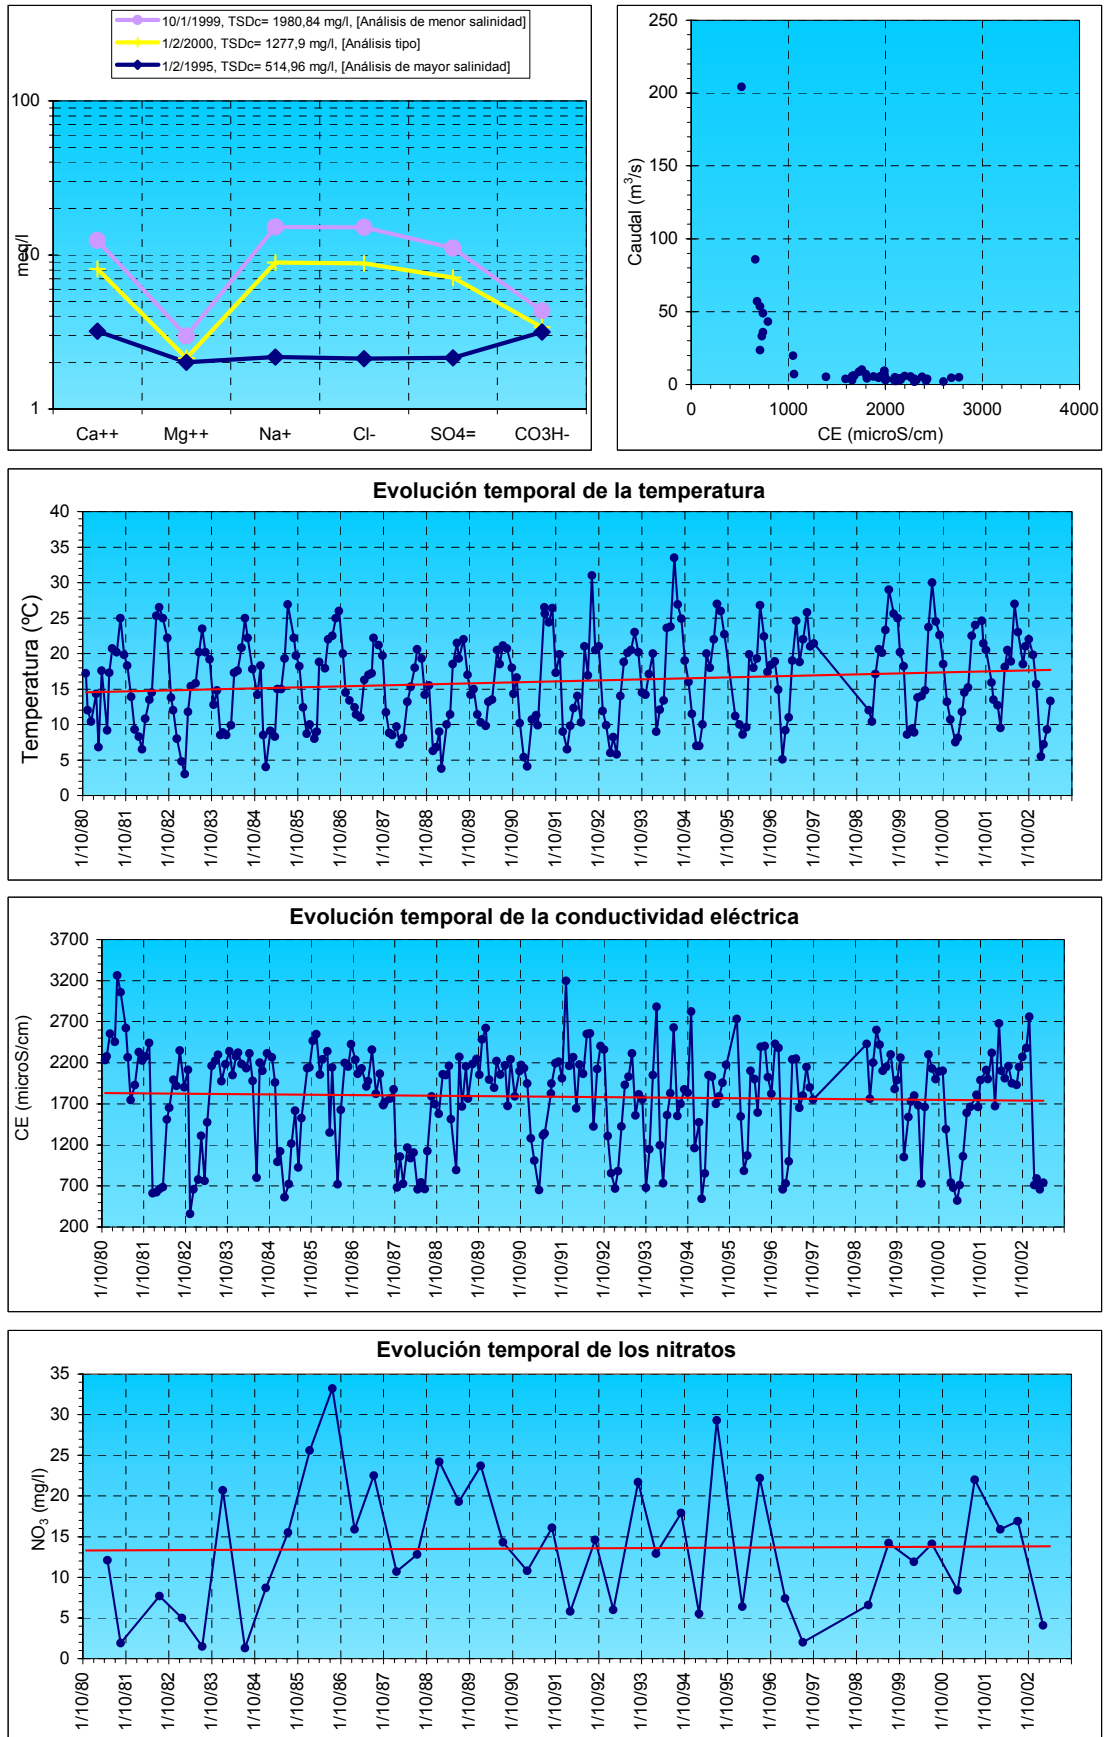 10/1/1999, TSDc= 1980,84 mg/l, [Análisis de menor salinidad]
1/2/2000, TSDc= 1277,9 mg/l, [Análisis tipo]
1/2/1995, TSDc= 514,96 mg/l, [Análisis de mayor salinidad]
meq/l
100
10
1
Ca++ Mg++ Na+ Cl- SO4= CO3H-
Caudal (m³/s)
250
200
150
100
50
0
0 1000 2000 3000 4000
CE (microS/cm)
Evolución temporal de la temperatura
Temperatura (ºC)
40
35
30
25
20
15
10
5
0
1/10/80 1/10/81 1/10/82 1/10/83 1/10/84 1/10/85 1/10/86 1/10/87 1/10/88 1/10/89 1/10/90 1/10/91 1/10/92 1/10/93 1/10/94 1/10/95 1/10/96 1/10/97 1/10/98 1/10/99 1/10/00 1/10/01 1/10/02
Evolución temporal de la conductividad eléctrica
CE (microS/cm)
3700
3200
2700
2200
1700
1200
700
200
1/10/80 1/10/81 1/10/82 1/10/83 1/10/84 1/10/85 1/10/86 1/10/87 1/10/88 1/10/89 1/10/90 1/10/91 1/10/92 1/10/93 1/10/94 1/10/95 1/10/96 1/10/97 1/10/98 1/10/99 1/10/00 1/10/01 1/10/02
Evolución temporal de los nitratos
NO₃ (mg/l)
35
30
25
20
15
10
5
0
1/10/80 1/10/81 1/10/82 1/10/83 1/10/84 1/10/85 1/10/86 1/10/87 1/10/88 1/10/89 1/10/90 1/10/91 1/10/92 1/10/93 1/10/94 1/10/95 1/10/96 1/10/97 1/10/98 1/10/99 1/10/00 1/10/01 1/10/02